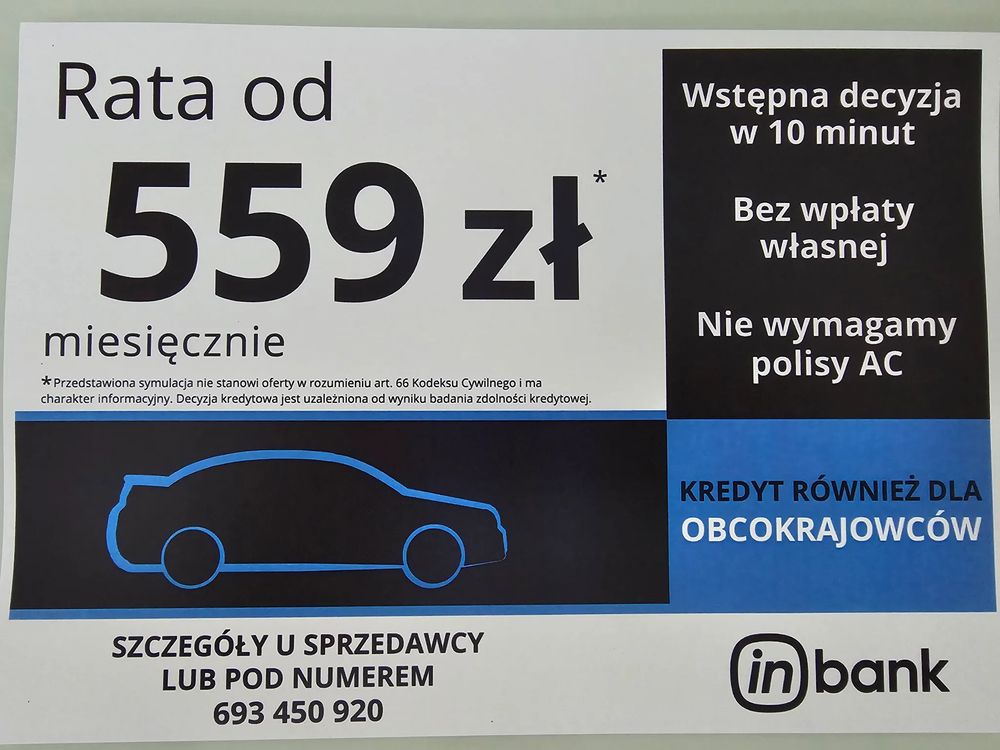 Rata od
559 zł*
miesięcznie
*Przedstawiona symulacja nie stanowi oferty w rozumieniu art. 66 Kodeksu Cywilnego i ma
charakter informacyjny. Decyzja kredytowa jest uzależniona od wyniku badania zdolności kredytowej.
Wstępna decyzja
w 10 minut
Bez wpłaty
własnej
Nie wymagamy
polisy AC
KREDYT RÓWNIEŻ DLA
OBCOKRAJOWCÓW
SZCZEGÓŁY U SPRZEDAWCY
LUB POD NUMEREM
693 450 920
inbank